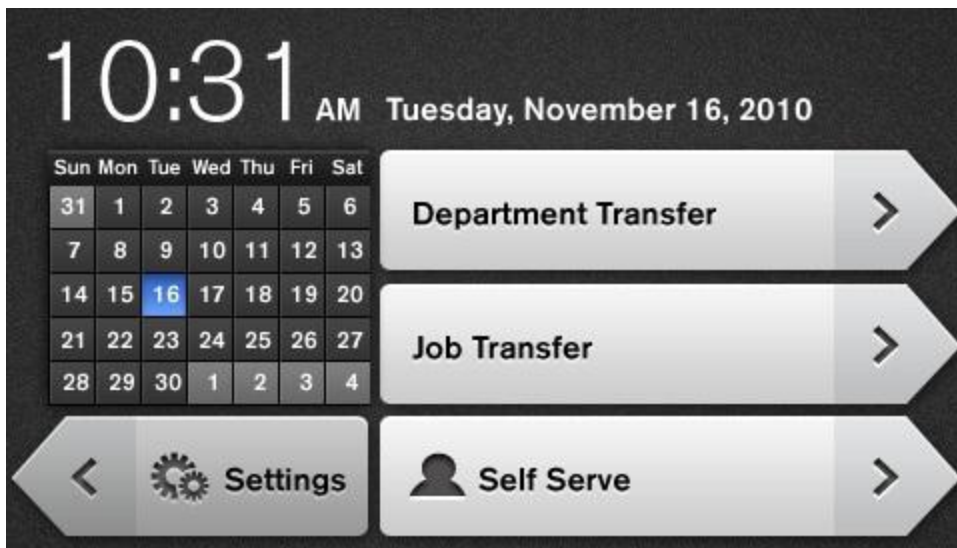 10:31 AM Tuesday, November 16, 2010
Sun Mon Tue Wed Thu Fri Sat
31 1 2 3 4 5 6
7 8 9 10 11 12 13
14 15 16 17 18 19 20
21 22 23 24 25 26 27
28 29 30 1 2 3 4
Department Transfer
Job Transfer
Settings
Self Serve